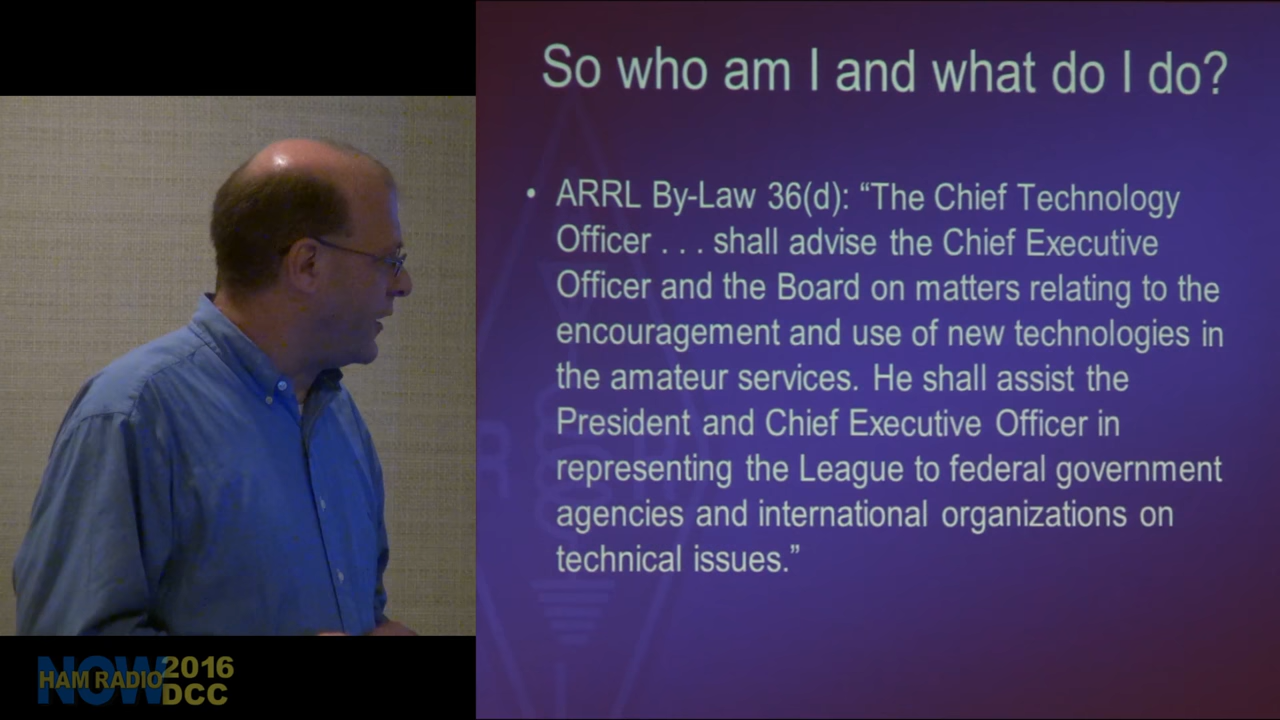 So who am I and what do I do?
• ARRL By-Law 36(d): “The Chief Technology
Officer . . . shall advise the Chief Executive
Officer and the Board on matters relating to the
encouragement and use of new technologies in
the amateur services. He shall assist the
President and Chief Executive Officer in
representing the League to federal government
agencies and international organizations on
technical issues.”
HAM RADIO
NOW
2016
DCC